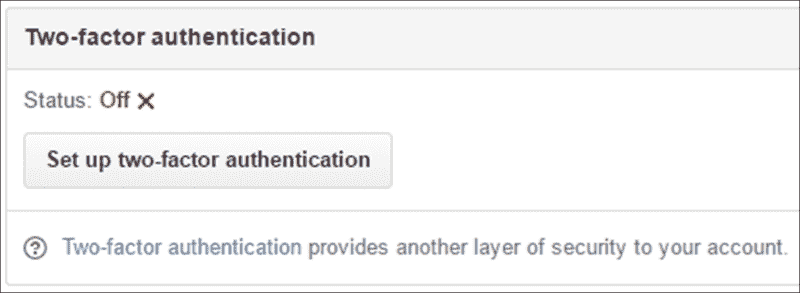 Two-factor authentication
Status: Off ✕
Set up two-factor authentication
Two-factor authentication provides another layer of security to your account.